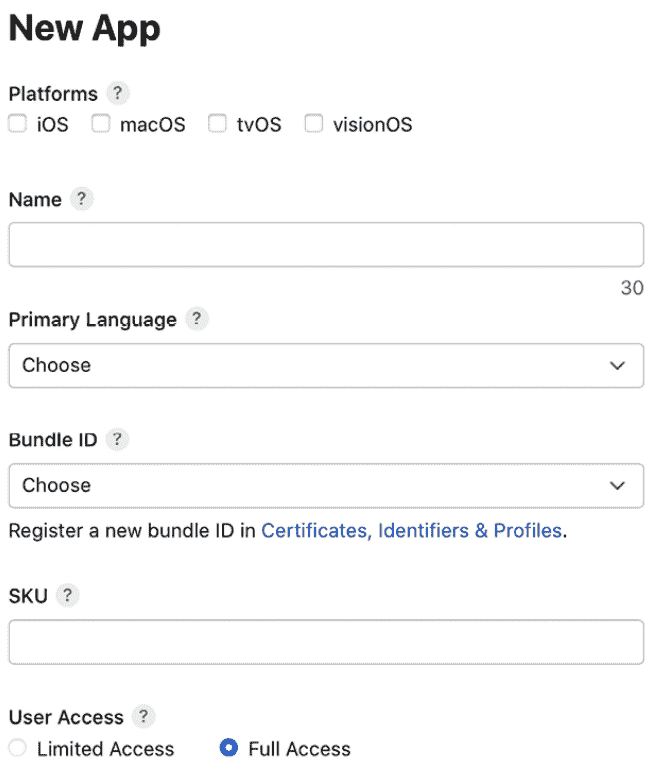 New App
Platforms ?
iOS macOS tvOS visionOS
Name ?
30
Primary Language ?
Choose
Bundle ID ?
Choose
Register a new bundle ID in Certificates, Identifiers & Profiles.
SKU ?
User Access ?
Limited Access Full Access